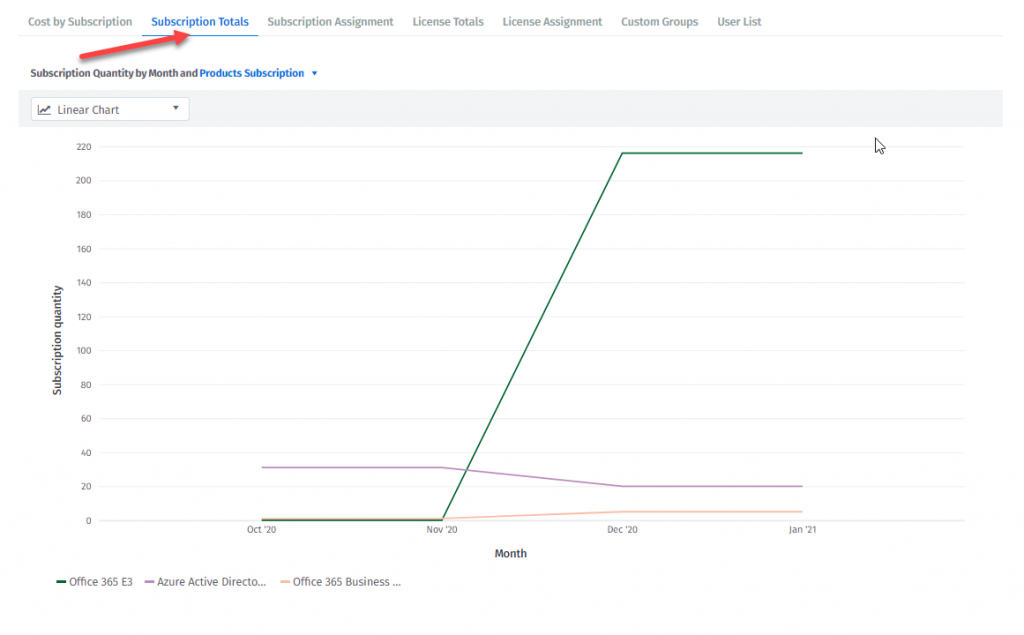 Cost by Subscription Subscription Totals Subscription Assignment License Totals License Assignment Custom Groups User List
Subscription Quantity by Month and Products Subscription
Linear Chart
220
200
180
160
140
120
100
80
60
40
20
0
Subscription quantity
Oct '20 Nov '20 Dec '20 Jan '21
Month
Office 365 E3 Azure Active Directo... Office 365 Business ...